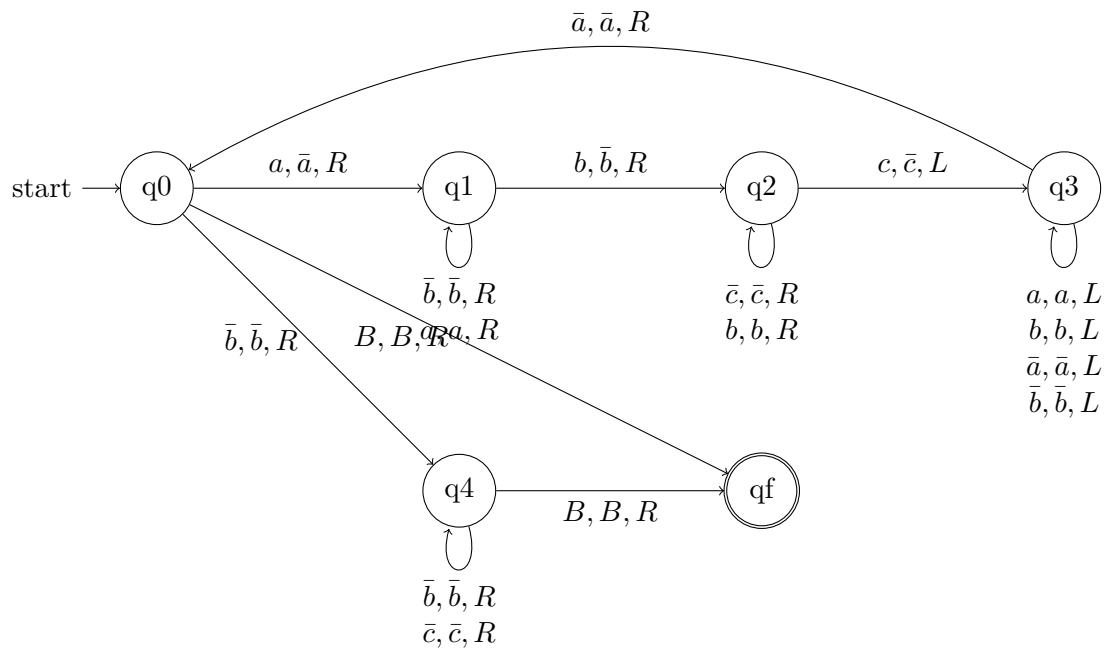 ā, ā, R
start
q0
a, ā, R
q1
b, b̄, R
q2
c, c̄, L
q3
b̄, b̄, R
a, a, R
c̄, c̄, R
b, b, R
a, a, L
b, b, L
ā, ā, L
b̄, b̄, L
b̄, b̄, R
B, B, R
q4
B, B, R
qf
b̄, b̄, R
c̄, c̄, R